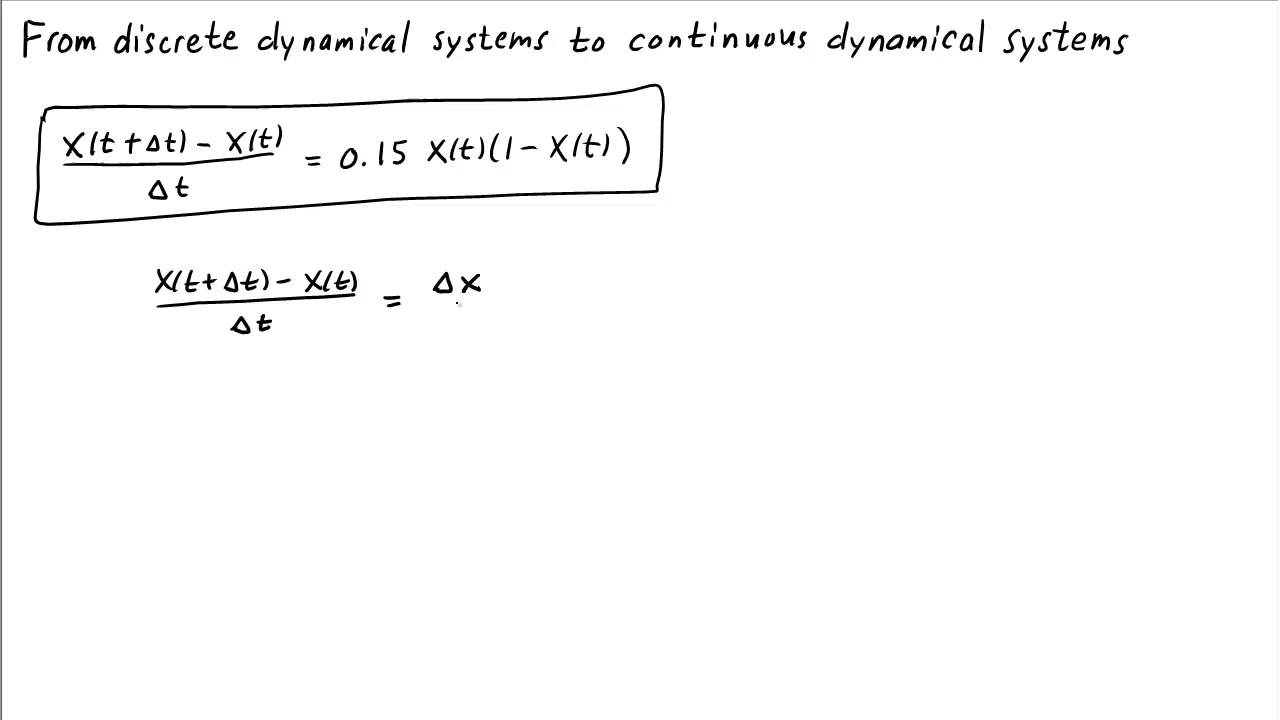 From discrete dynamical systems to continuous dynamical systems
X(t+Δt) - X(t)
Δt
= 0.15 X(t)(1 - X(t))
X(t+Δt) - X(t)
Δt
= Δx